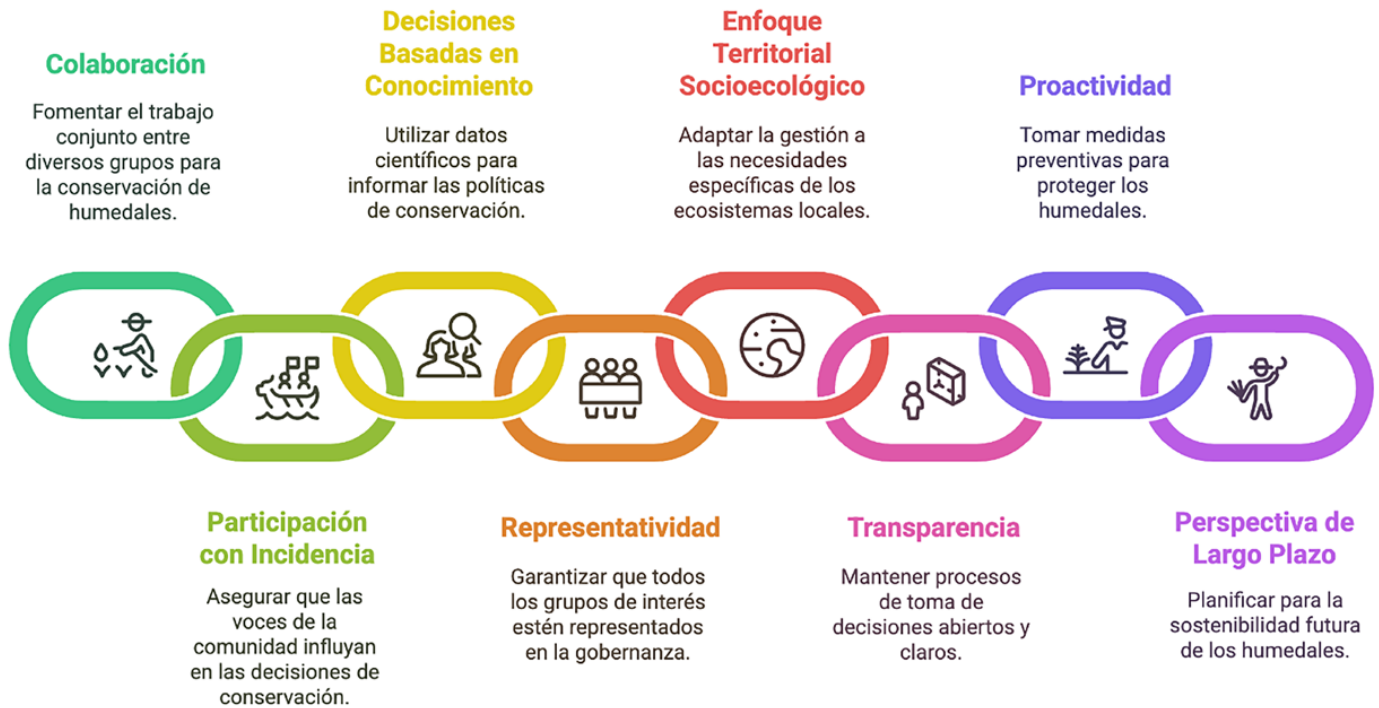 Colaboración
Fomentar el trabajo
conjunto entre
diversos grupos para
la conservación de
humedales.
Participación
con Incidencia
Asegurar que las
voces de la
comunidad influyan
en las decisiones de
conservación.
Decisiones
Basadas en
Conocimiento
Utilizar datos
científicos para
informar las políticas
de conservación.
Representatividad
Garantizar que todos
los grupos de interés
estén representados
en la gobernanza.
Enfoque
Territorial
Socioecológico
Adaptar la gestión a
las necesidades
específicas de los
ecosistemas locales.
Transparencia
Mantener procesos
de toma de
decisiones abiertos y
claros.
Proactividad
Tomar medidas
preventivas para
proteger los
humedales.
Perspectiva de
Largo Plazo
Planificar para la
sostenibilidad futura
de los humedales.